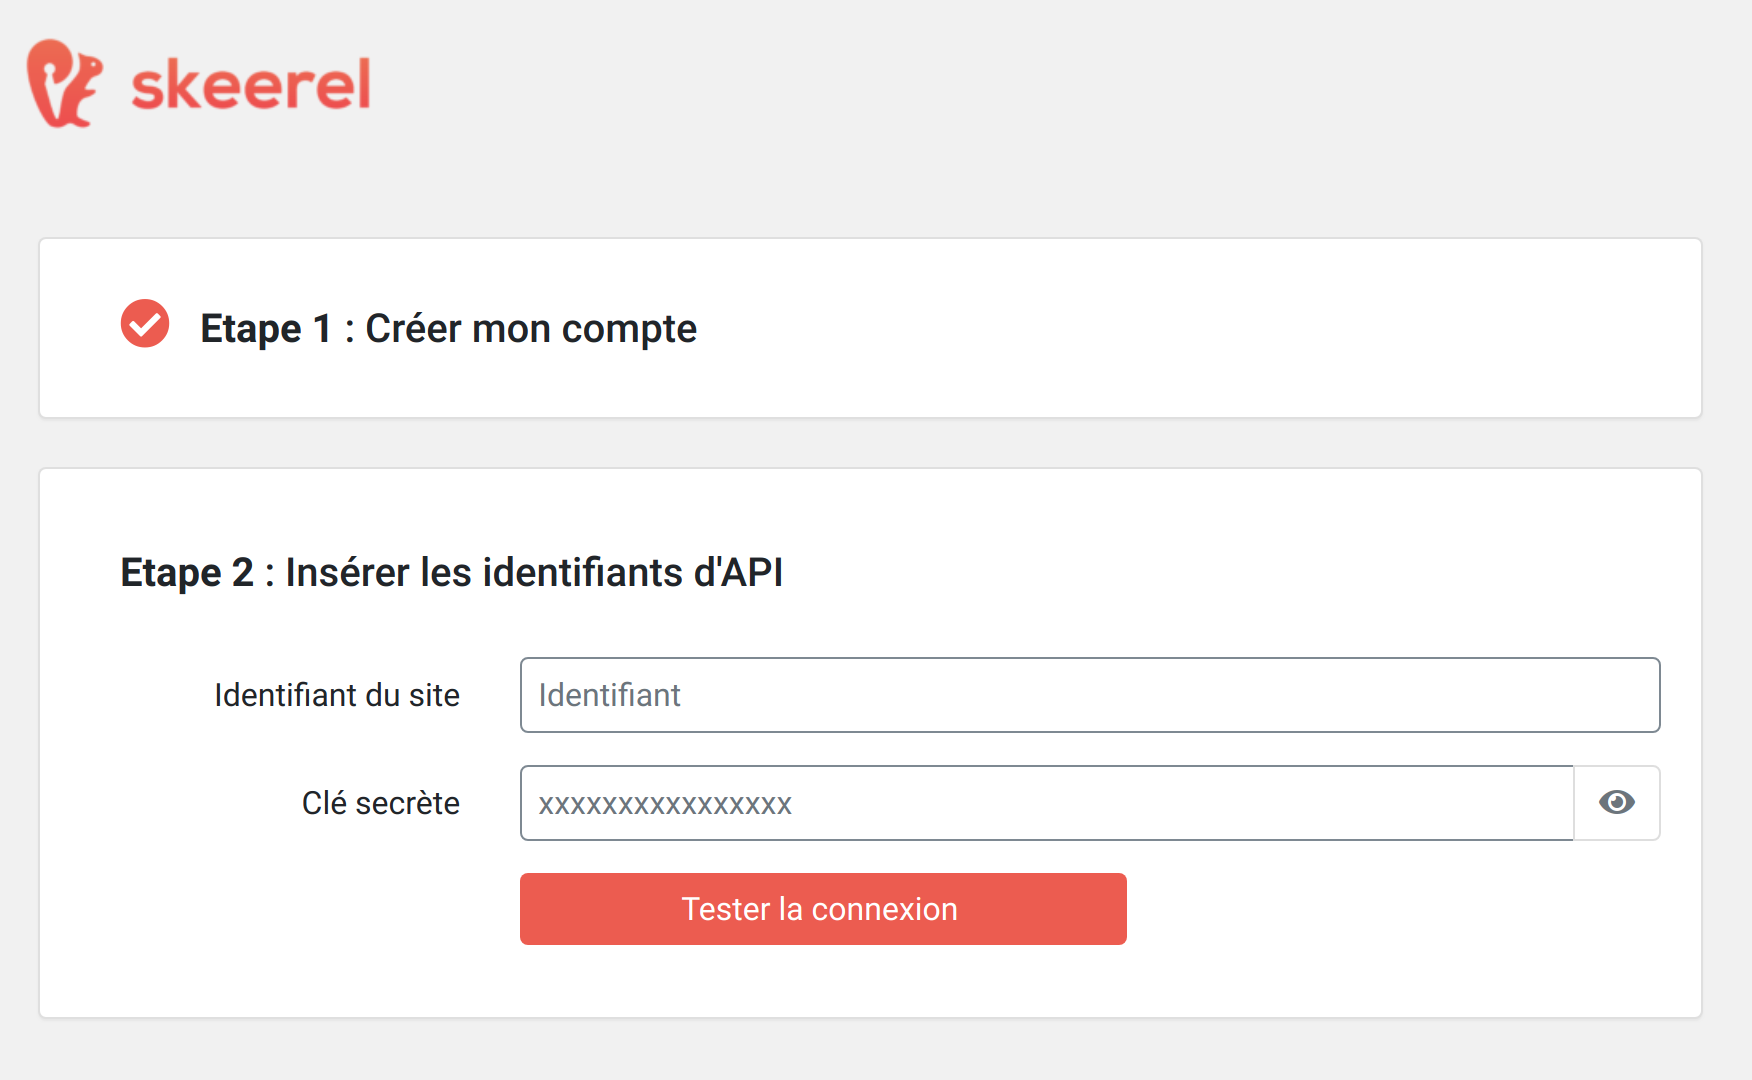 skeerel
Etape 1 : Créer mon compte
Etape 2 : Insérer les identifiants d'API
Identifiant du site
Identifiant
Clé secrète
xxxxxxxxxxxxxxxx
Tester la connexion